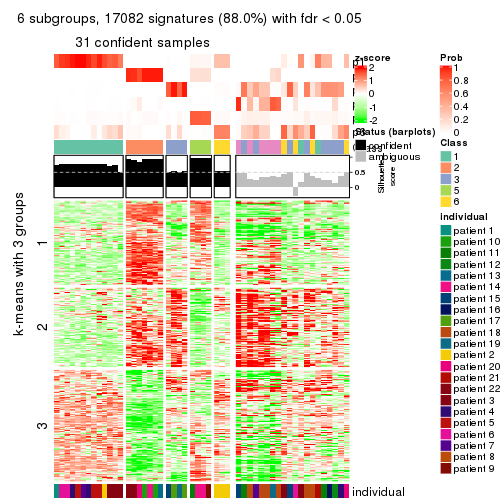 6 subgroups, 17082 signatures (88.0%) with fdr < 0.05
31 confident samples
z-score
2
1
0
-1
-2
Status (barplots)
confident
ambiguous
0.5
0
Silhouette
score
k-means with 3 groups
1
2
3
individual
Prob
1
0.8
0.6
0.4
0.2
0
Class
1
2
3
5
6
individual
patient 1
patient 10
patient 11
patient 12
patient 13
patient 14
patient 15
patient 16
patient 17
patient 18
patient 19
patient 2
patient 20
patient 21
patient 22
patient 3
patient 4
patient 5
patient 6
patient 7
patient 8
patient 9